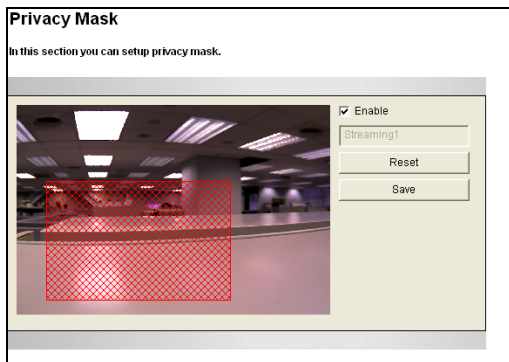 Privacy Mask
In this section you can setup privacy mask.
Enable
Streaming1
Reset
Save